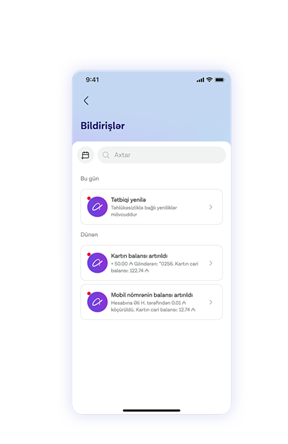 9:41
Bildirişlər
Axtar
Bu gün
Tətbiqi yenilə
Təhlükəsizliklə bağlı yeniliklər
mövcuddur
Dünən
Kartın balansı artırıldı
+ 50.00 ₼ Göndərən: *0256. Kartın cari
balansı: 122.74 ₼
Mobil nömrənin balansı artırıldı
Hesabına Əli H. tərəfindən 0.01 ₼
köçürüldü. Kartın cari balansı: 12.74 ₼